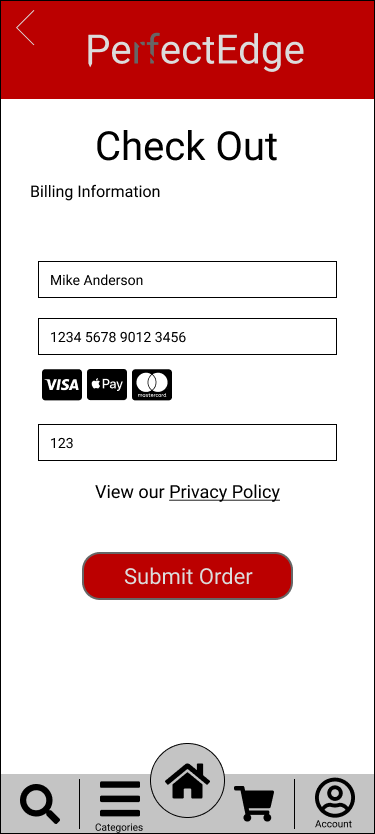 PerfectEdge
Check Out
Billing Information
Mike Anderson
1234 5678 9012 3456
VISA Pay mastercard
123
View our Privacy Policy
Submit Order
Categories
Account